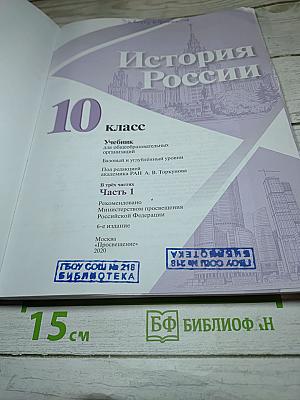 История
России
10 класс
Учебник
для общеобразовательных
организаций
Базовый и углублённый уровни
Под редакцией
академика РАН А. В. Торкунова
В трёх частях
Часть 1
Рекомендовано
Министерством просвещения
Российской Федерации
6-е издание
Москва
«Просвещение»
2020
ГБОУ СОШ № 218
БИБЛИОТЕКА
ГБОУ СОШ № 218
БИБЛИОТЕКА
15 см
БФ БИБЛИОФАН